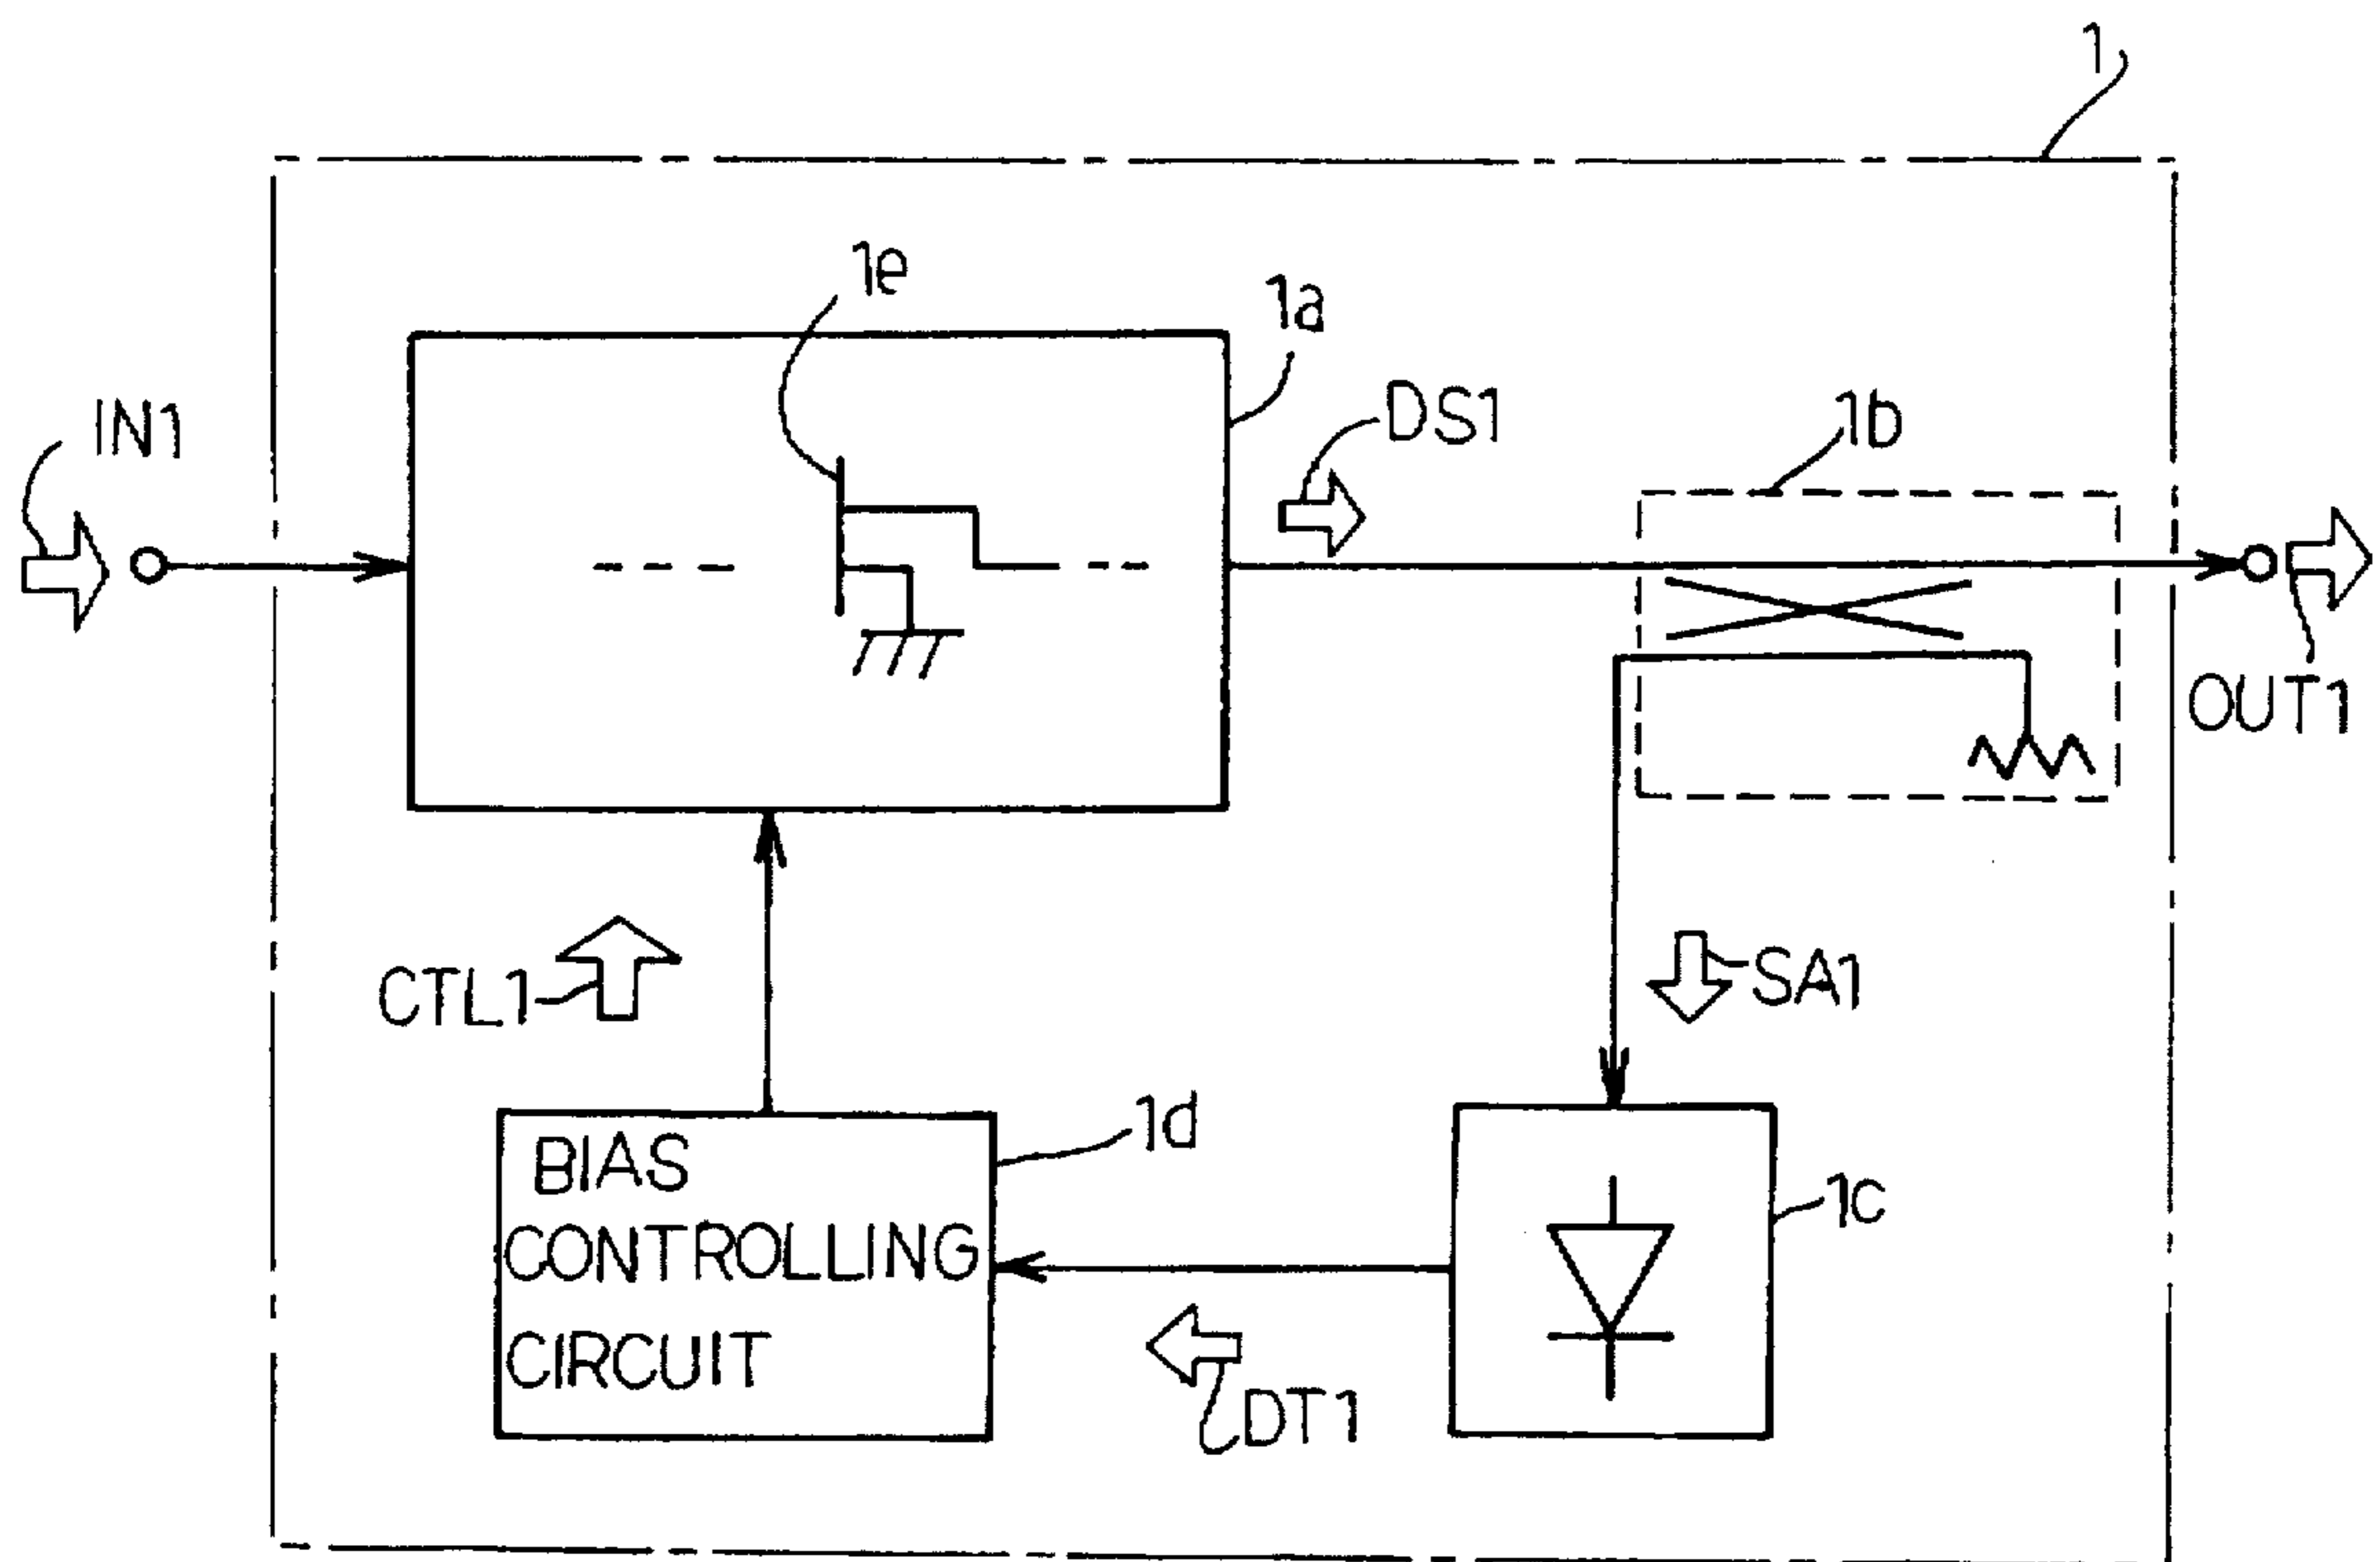 1
1e
1a
IN1
DS1
1b
OUT1
CTL1
SA1
1d
BIAS
CONTROLLING
CIRCUIT
1c
DT1